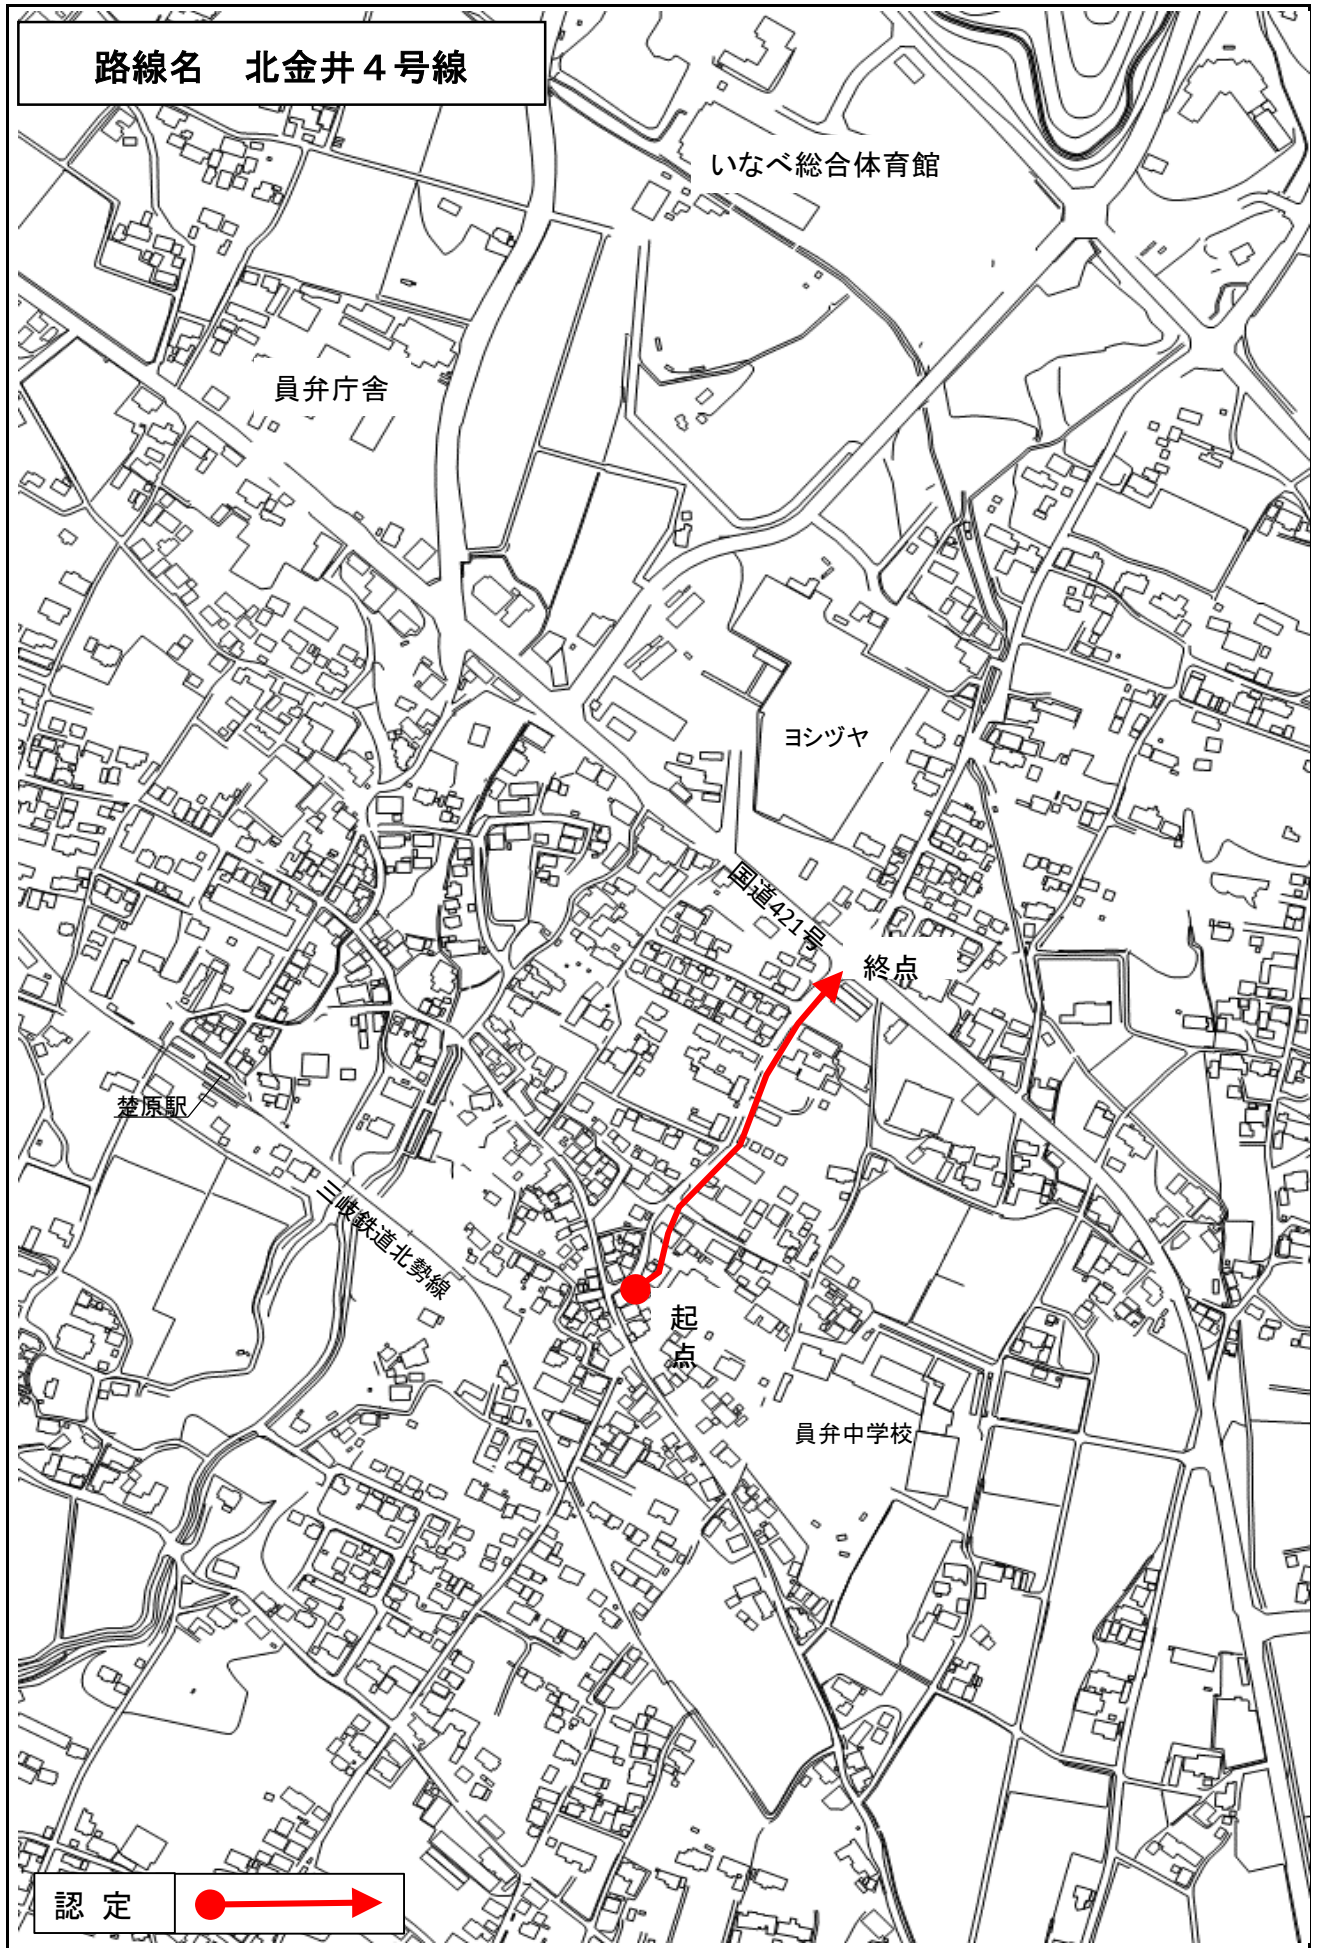 路線名　北金井４号線
いなべ総合体育館
員弁庁舎
ヨシヅヤ
国道421号
終点
楚原駅
三岐鉄道北勢線
起
点
員弁中学校
認 定